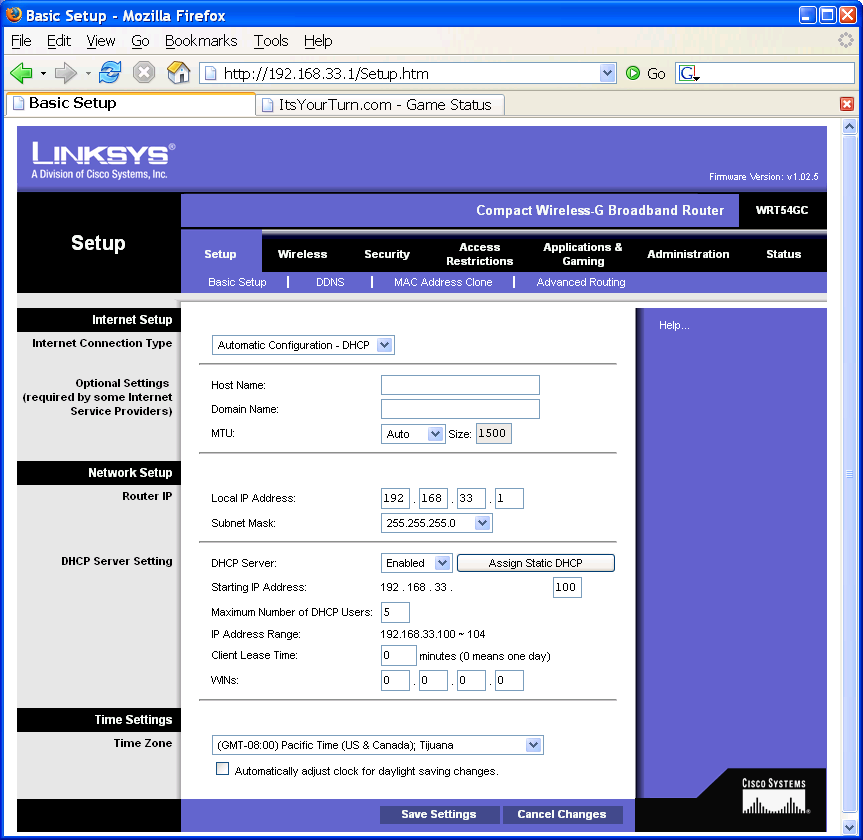 Basic Setup - Mozilla Firefox
File Edit View Go Bookmarks Tools Help
http://192.168.33.1/Setup.htm Go G
Basic Setup ItsYourTurn.com - Game Status
LINKSYS®
A Division of Cisco Systems, Inc.
Firmware Version: v1.02.5
Compact Wireless-G Broadband Router WRT54GC
Setup
Setup Wireless Security Access Restrictions Applications & Gaming Administration Status
Basic Setup DDNS MAC Address Clone Advanced Routing
Internet Setup
Help...
Internet Connection Type Automatic Configuration - DHCP
Optional Settings
(required by some Internet
Service Providers)
Host Name:
Domain Name:
MTU: Auto Size: 1500
Network Setup
Router IP
Local IP Address: 192 . 168 . 33 . 1
Subnet Mask: 255.255.255.0
DHCP Server Setting
DHCP Server: Enabled Assign Static DHCP
Starting IP Address: 192 . 168 . 33 . 100
Maximum Number of DHCP Users: 5
IP Address Range: 192.168.33.100 ~ 104
Client Lease Time: 0 minutes (0 means one day)
WINs: 0 . 0 . 0 . 0
Time Settings
Time Zone
(GMT-08:00) Pacific Time (US & Canada); Tijuana
Automatically adjust clock for daylight saving changes.
CISCO SYSTEMS
Save Settings Cancel Changes